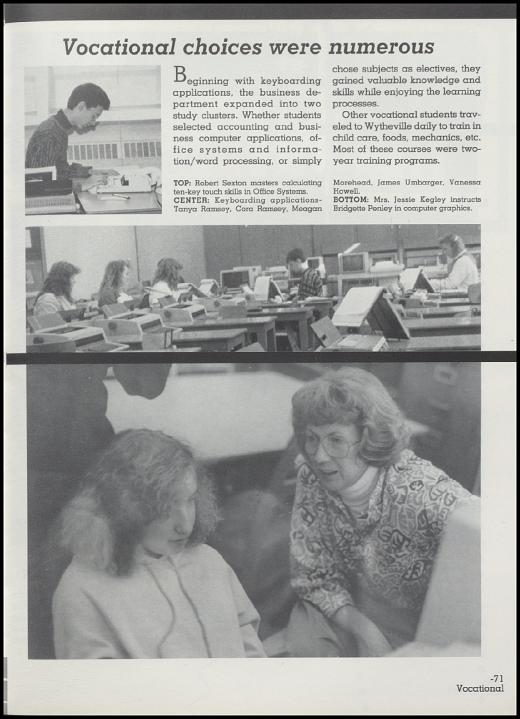 Vocational choices were numerous
Beginning with keyboarding
applications, the business de-
partment expanded into two
study clusters. Whether students
selected accounting and busi-
ness computer applications, of-
fice systems and informa-
tion/word processing, or simply
chose subjects as electives, they
gained valuable knowledge and
skills while enjoying the learning
processes.
Other vocational students trav-
eled to Wytheville daily to train in
child care, foods, mechanics, etc.
Most of these courses were two-
year training programs.
TOP: Robert Sexton masters calculating
ten-key touch skills in Office Systems.
CENTER: Keyboarding applications-
Tanya Ramsey, Cora Ramsey, Meagan
Morehead, James Umbarger, Vanessa
Howell.
BOTTOM: Mrs. Jessie Kegley instructs
Bridgette Penley in computer graphics.
-71
Vocational